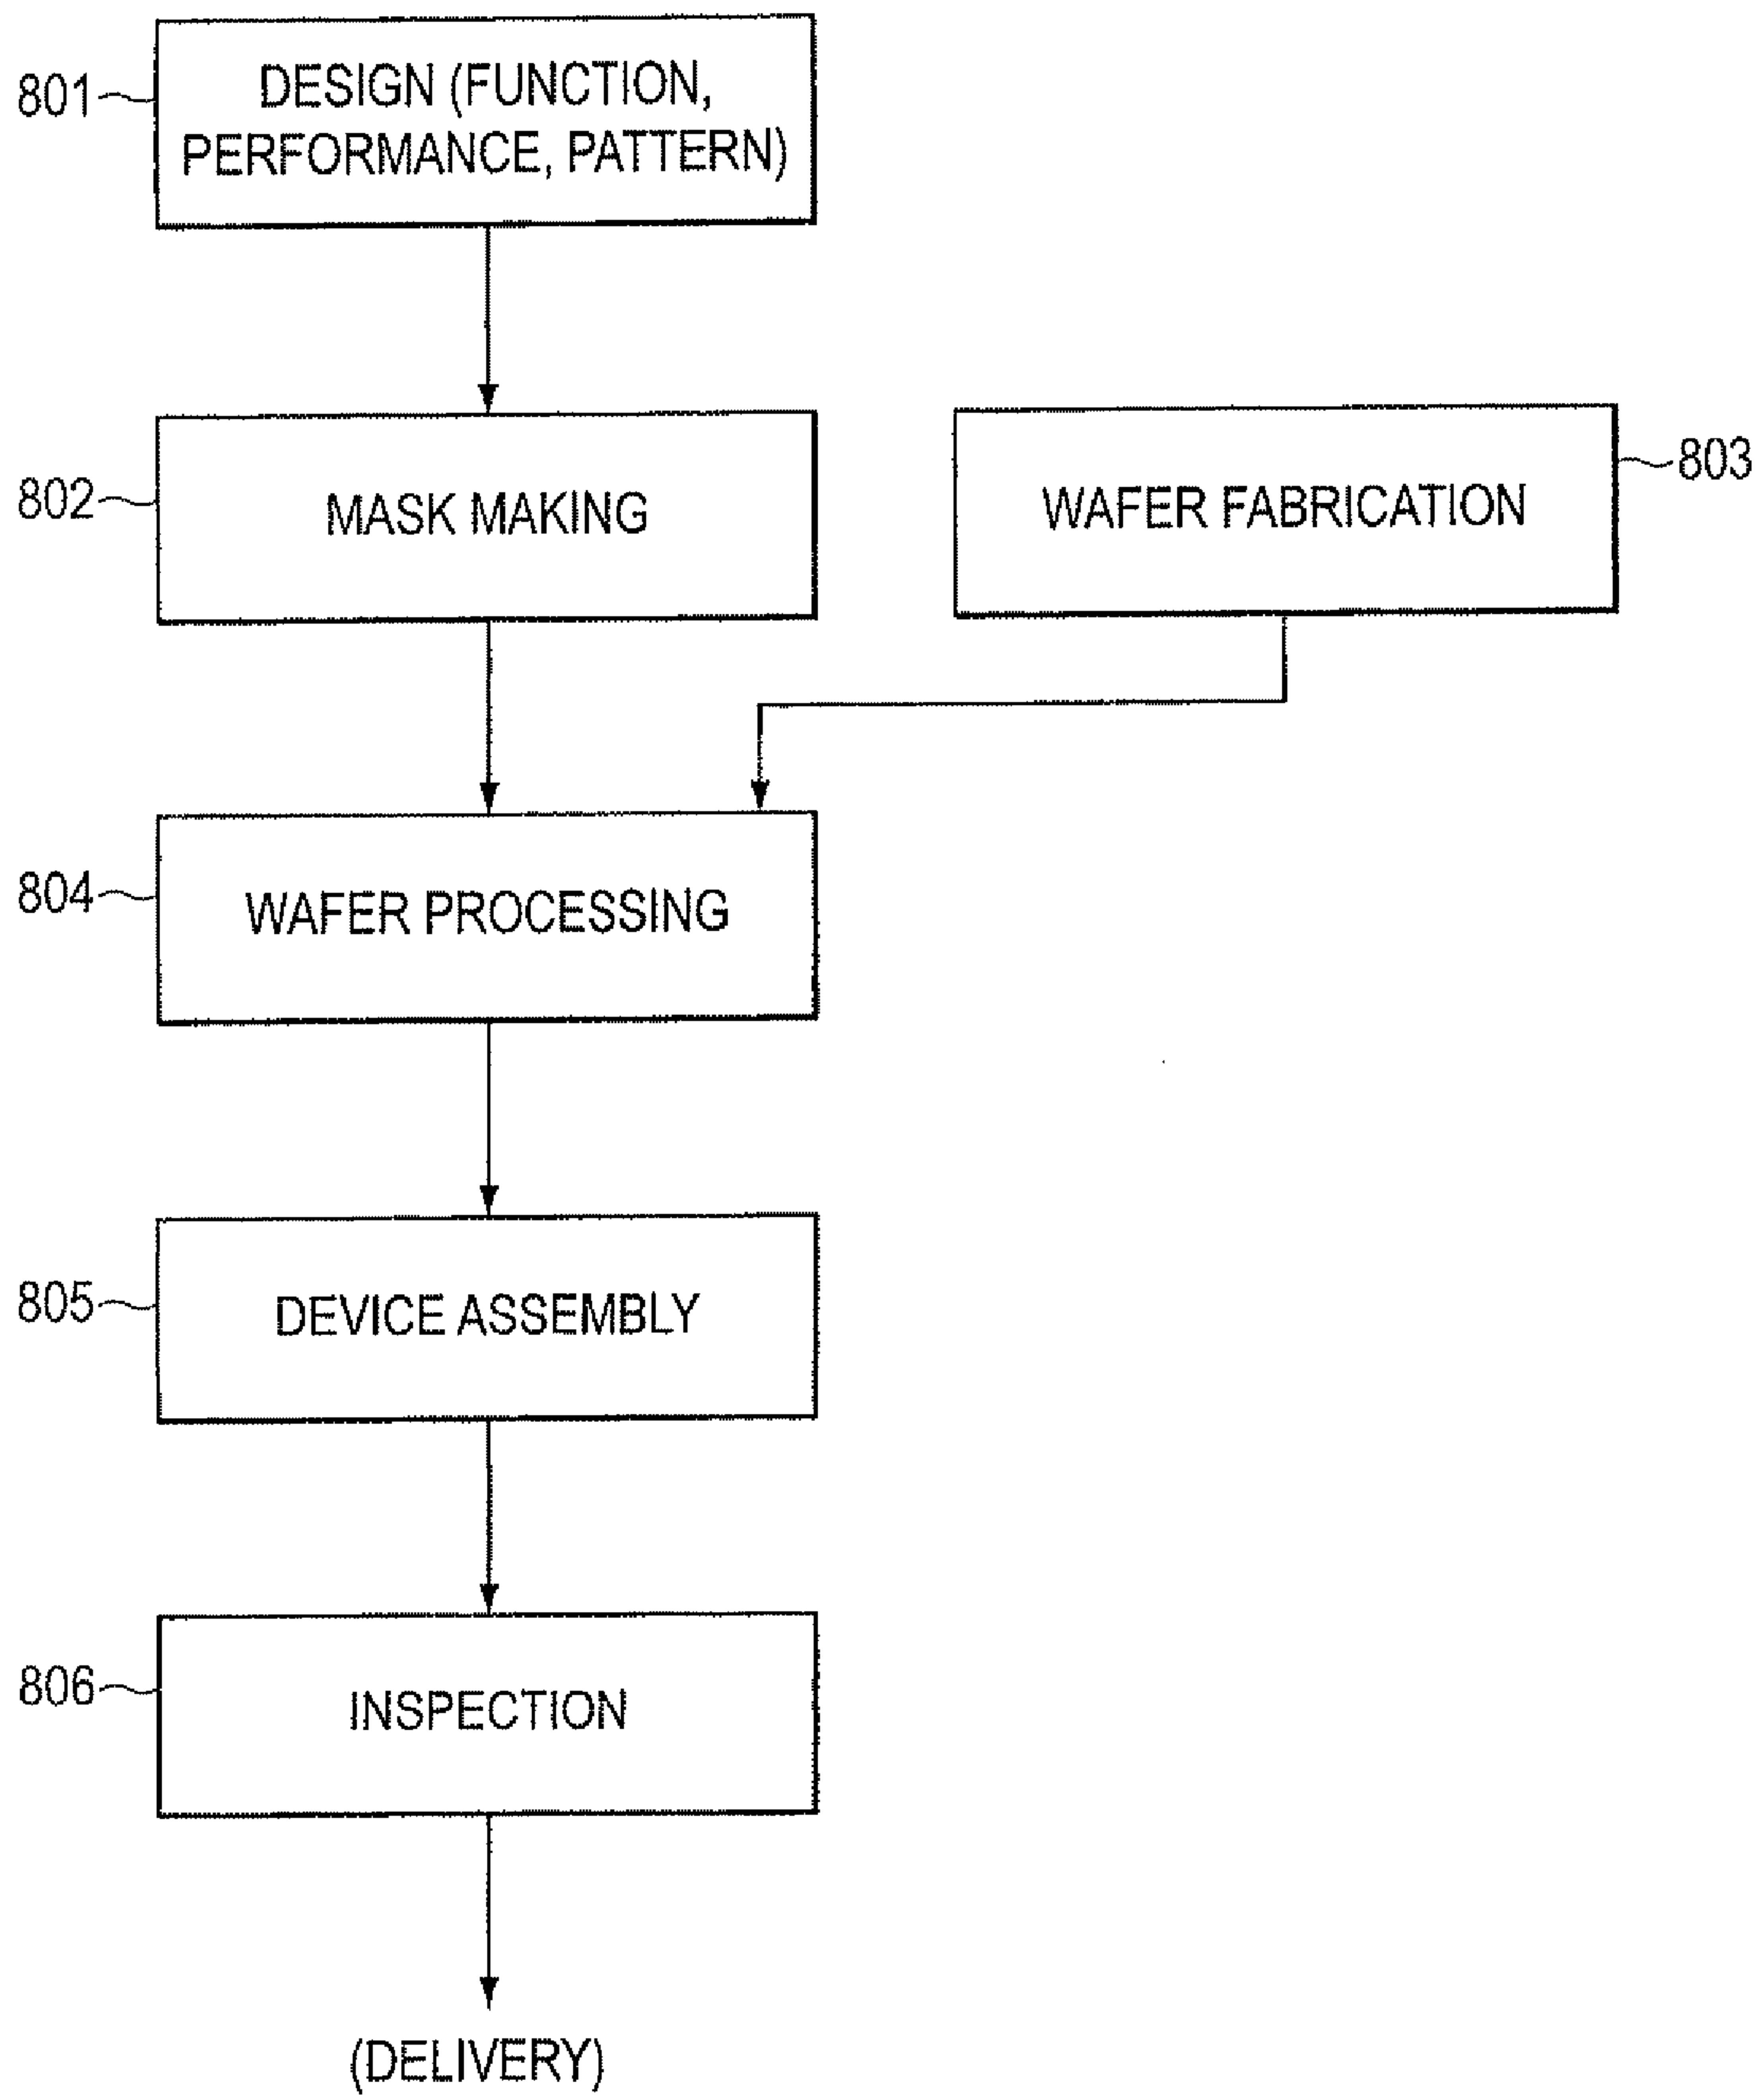 801
DESIGN (FUNCTION,
PERFORMANCE, PATTERN)
802
MASK MAKING
WAFER FABRICATION
803
804
WAFER PROCESSING
805
DEVICE ASSEMBLY
806
INSPECTION
(DELIVERY)